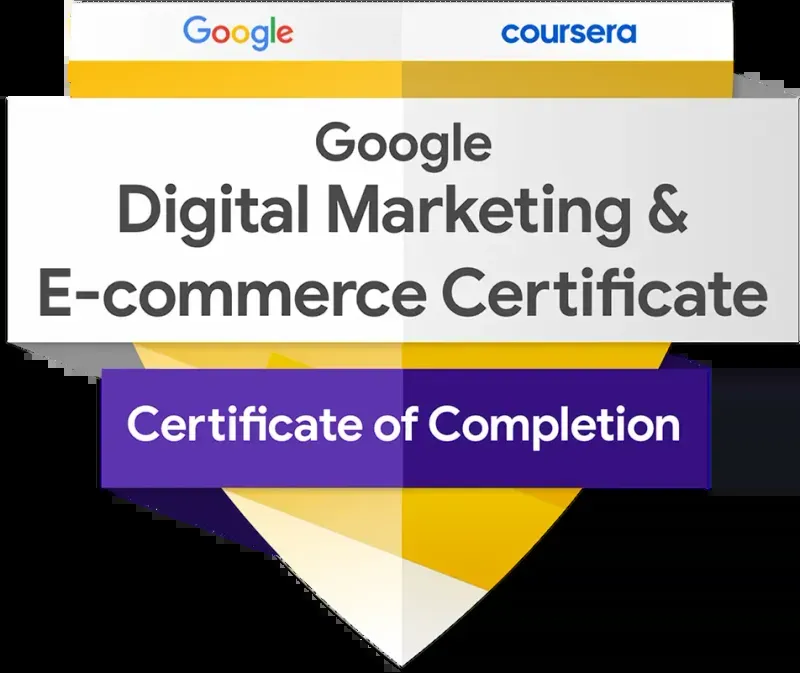 Google
coursera
Google
Digital Marketing &
E-commerce Certificate
Certificate of Completion